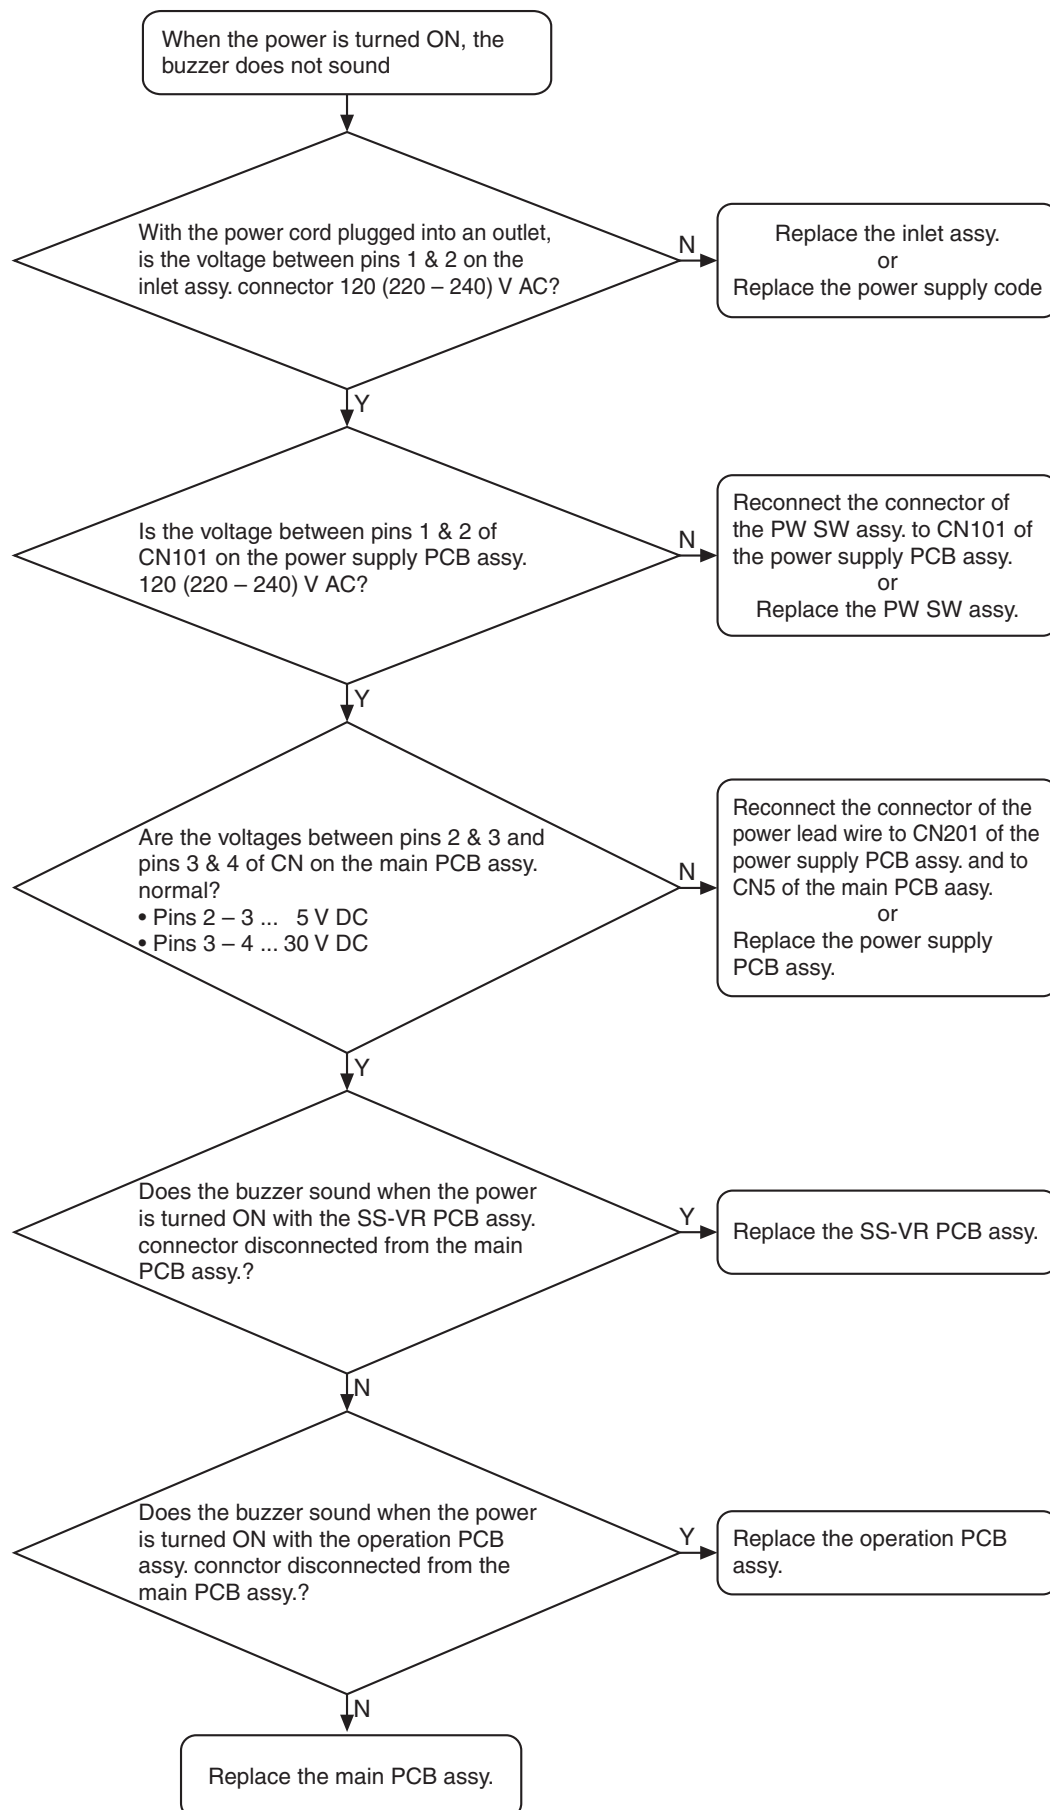 When the power is turned ON, the
buzzer does not sound
With the power cord plugged into an outlet,
is the voltage between pins 1 & 2 on the
inlet assy. connector 120 (220 – 240) V AC?
N
Replace the inlet assy.
or
Replace the power supply code
Y
Is the voltage between pins 1 & 2 of
CN101 on the power supply PCB assy.
120 (220 – 240) V AC?
N
Reconnect the connector of
the PW SW assy. to CN101 of
the power supply PCB assy.
or
Replace the PW SW assy.
Y
Are the voltages between pins 2 & 3 and
pins 3 & 4 of CN on the main PCB assy.
normal?
• Pins 2 – 3 ... 5 V DC
• Pins 3 – 4 ... 30 V DC
N
Reconnect the connector of the
power lead wire to CN201 of the
power supply PCB assy. and to
CN5 of the main PCB aasy.
or
Replace the power supply
PCB assy.
Y
Does the buzzer sound when the power
is turned ON with the SS-VR PCB assy.
connector disconnected from the main
PCB assy.?
Y
Replace the SS-VR PCB assy.
N
Does the buzzer sound when the power
is turned ON with the operation PCB
assy. connctor disconnected from the
main PCB assy.?
Y
Replace the operation PCB
assy.
N
Replace the main PCB assy.